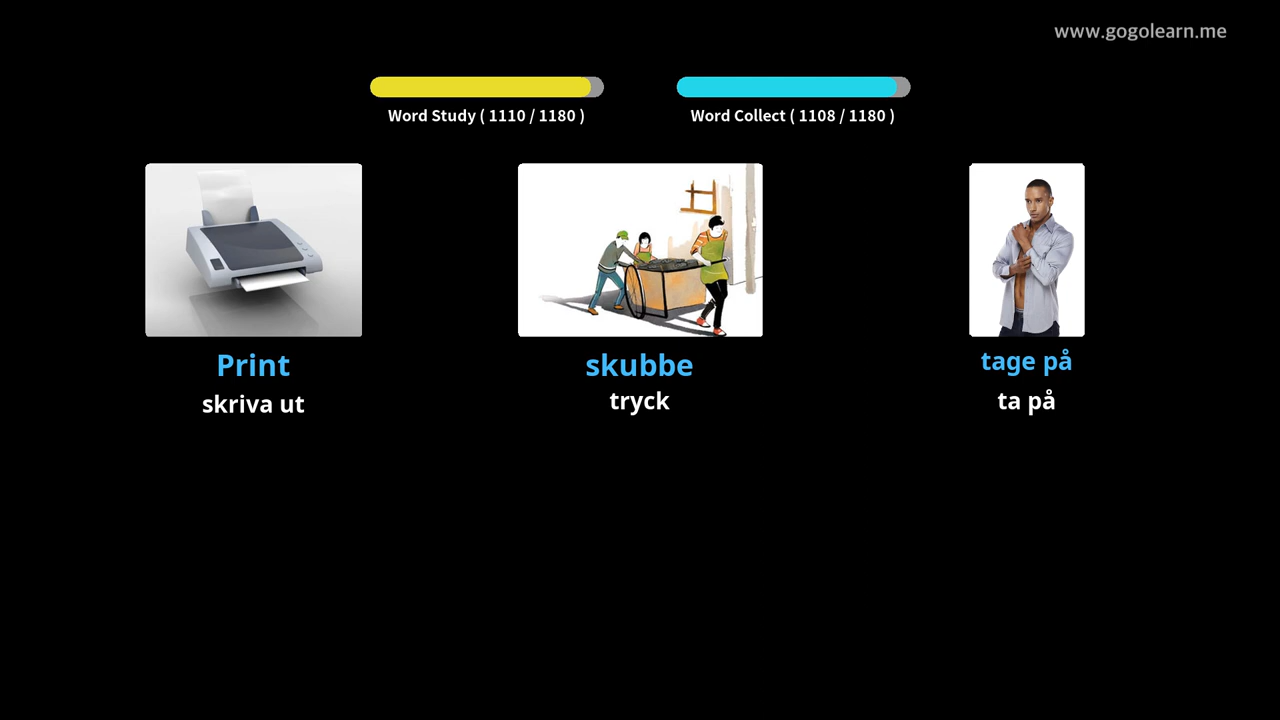 www.gogolearn.me
Word Study ( 1110 / 1180 )
Word Collect ( 1108 / 1180 )
Print
skriva ut
skubbe
tryck
tage på
ta på